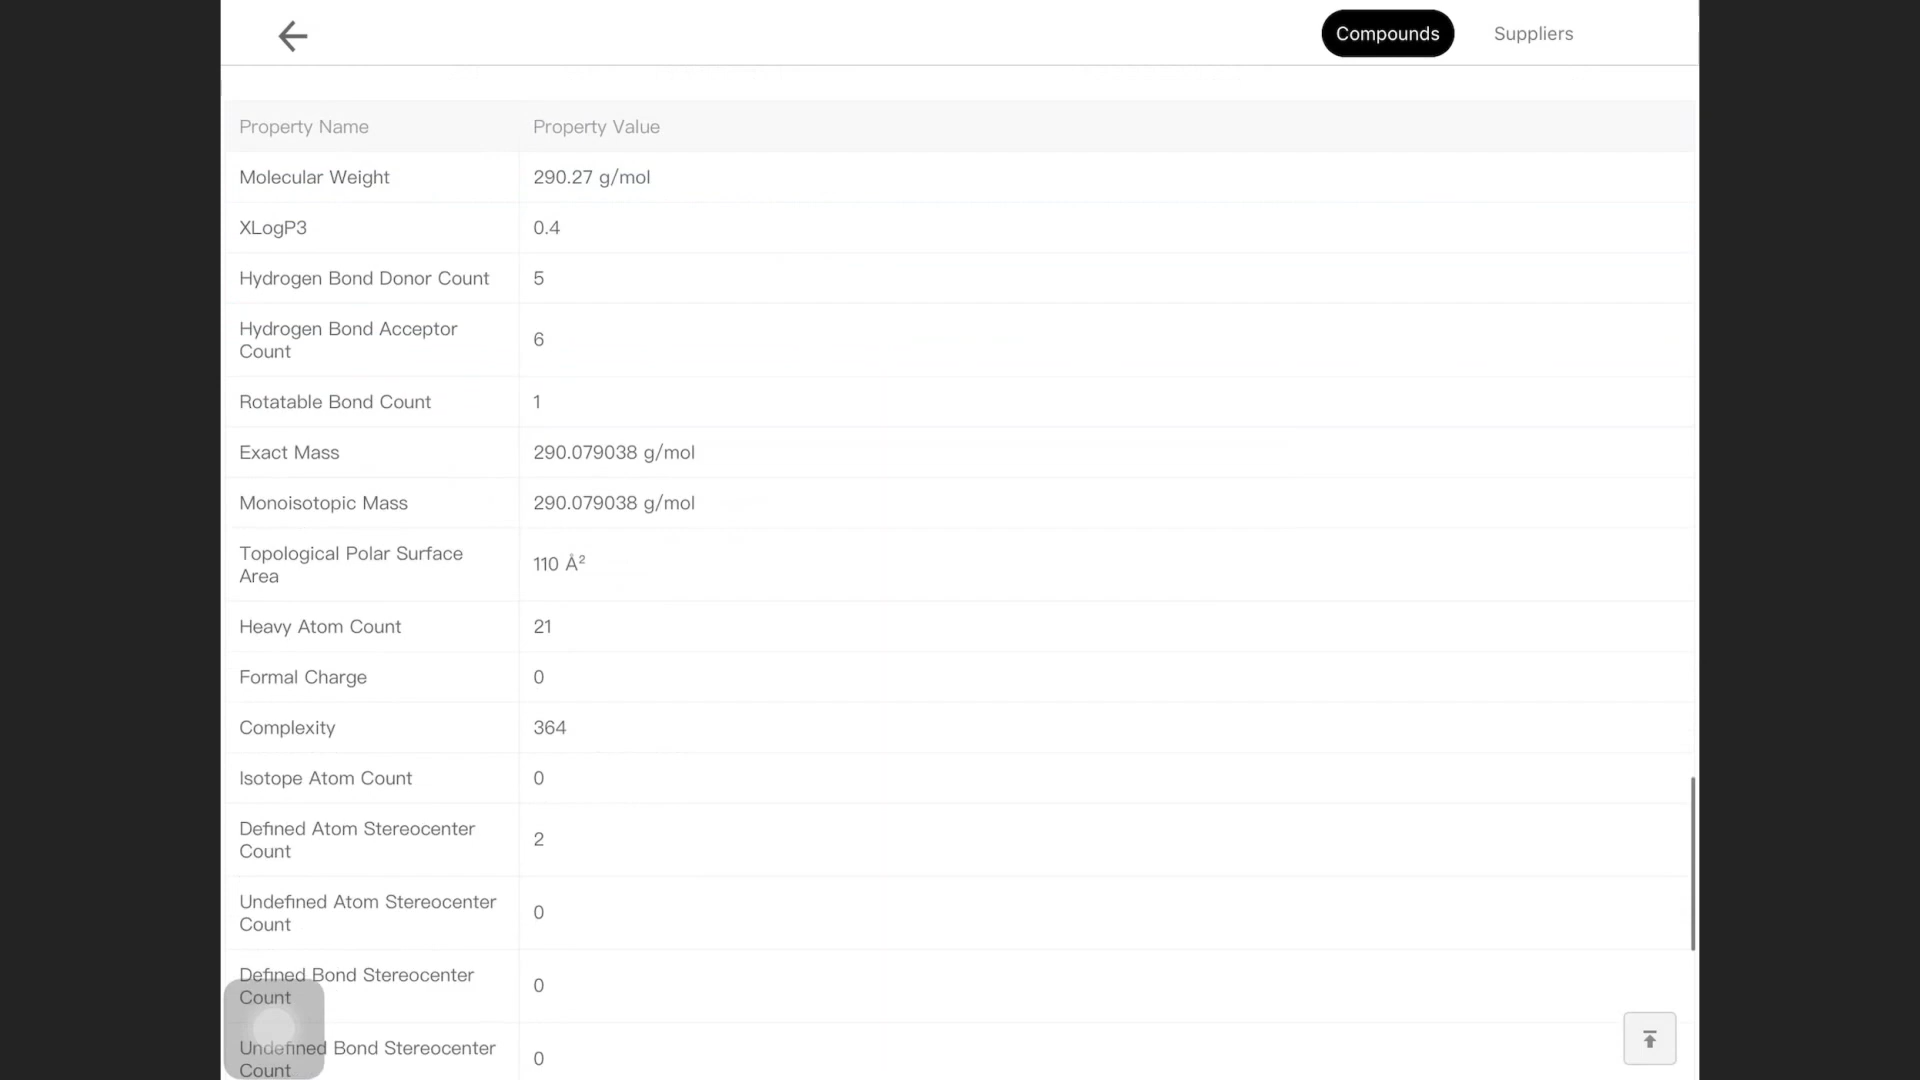 Compounds
Suppliers
Property Name
Property Value
Molecular Weight
290.27 g/mol
XLogP3
0.4
Hydrogen Bond Donor Count
5
Hydrogen Bond Acceptor
Count
6
Rotatable Bond Count
1
Exact Mass
290.079038 g/mol
Monoisotopic Mass
290.079038 g/mol
Topological Polar Surface
Area
110 Å²
Heavy Atom Count
21
Formal Charge
0
Complexity
364
Isotope Atom Count
0
Defined Atom Stereocenter
Count
2
Undefined Atom Stereocenter
Count
0
Defined Bond Stereocenter
Count
0
Undefined Bond Stereocenter
Count
0